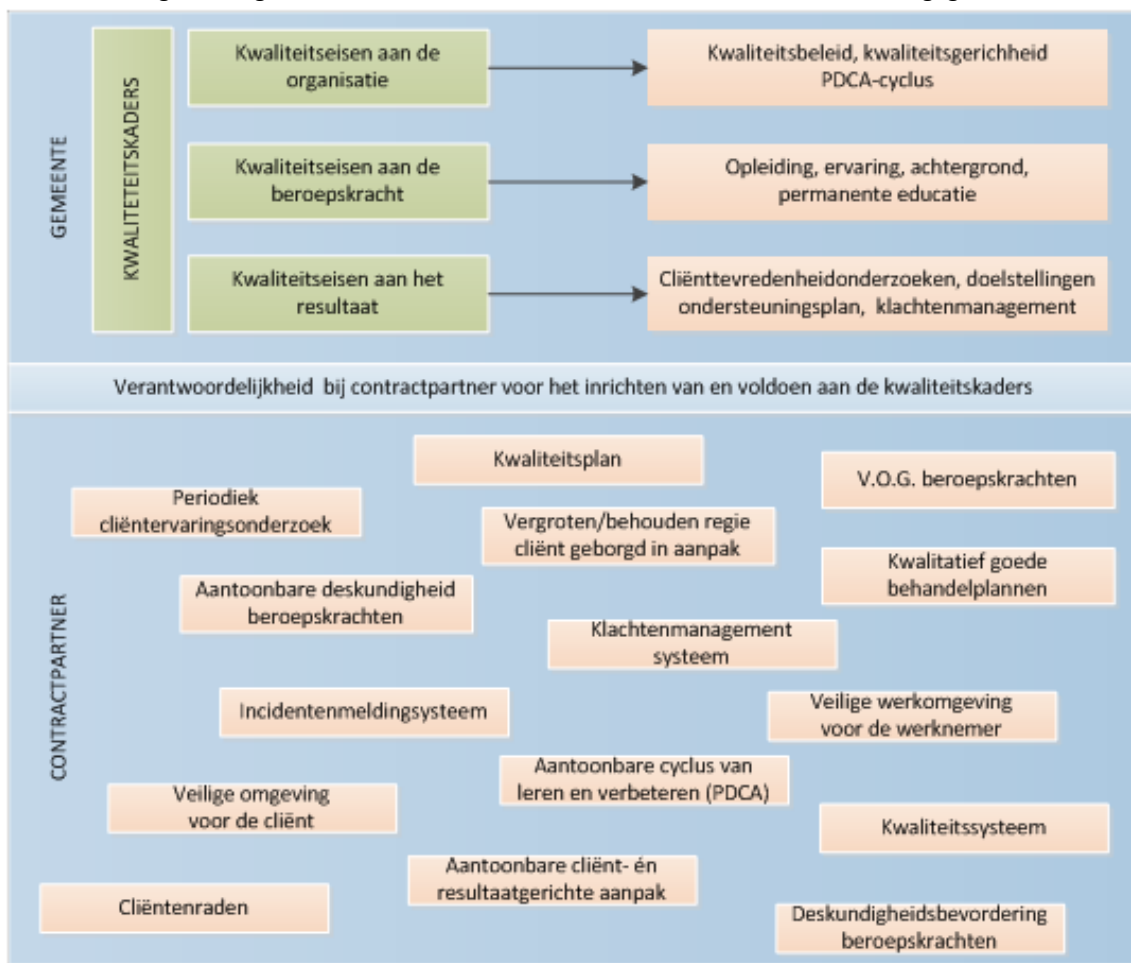 GEMEENTE
KWALITETEITSKADERS
Kwaliteitseisen aan de
organisatie
Kwaliteitsbeleid, kwaliteitsgerichheid
PDCA-cyclus
Kwaliteitseisen aan de
beroepskracht
Opleiding, ervaring, achtergrond,
permanente educatie
Kwaliteitseisen aan het
resultaat
Cliënttevredenheidonderzoeken, doelstellingen
ondersteuningsplan, klachtenmanagement
Verantwoordelijkheid bij contractpartner voor het inrichten van en voldoen aan de kwaliteitskaders
CONTRACTPARTNER
Kwaliteitsplan
V.O.G. beroepskrachten
Periodiek
cliëntervaringsonderzoek
Vergroten/behouden regie
cliënt geborgd in aanpak
Kwalitatief goede
behandelplannen
Aantoonbare deskundigheid
beroepskrachten
Klachtenmanagement
systeem
Incidentenmeldingsysteem
Veilige werkomgeving
voor de werknemer
Aantoonbare cyclus van
leren en verbeteren (PDCA)
Veilige omgeving
voor de cliënt
Kwaliteitssysteem
Aantoonbare cliënt- én
resultaatgerichte aanpak
Cliëntenraden
Deskundigheidsbevordering
beroepskrachten